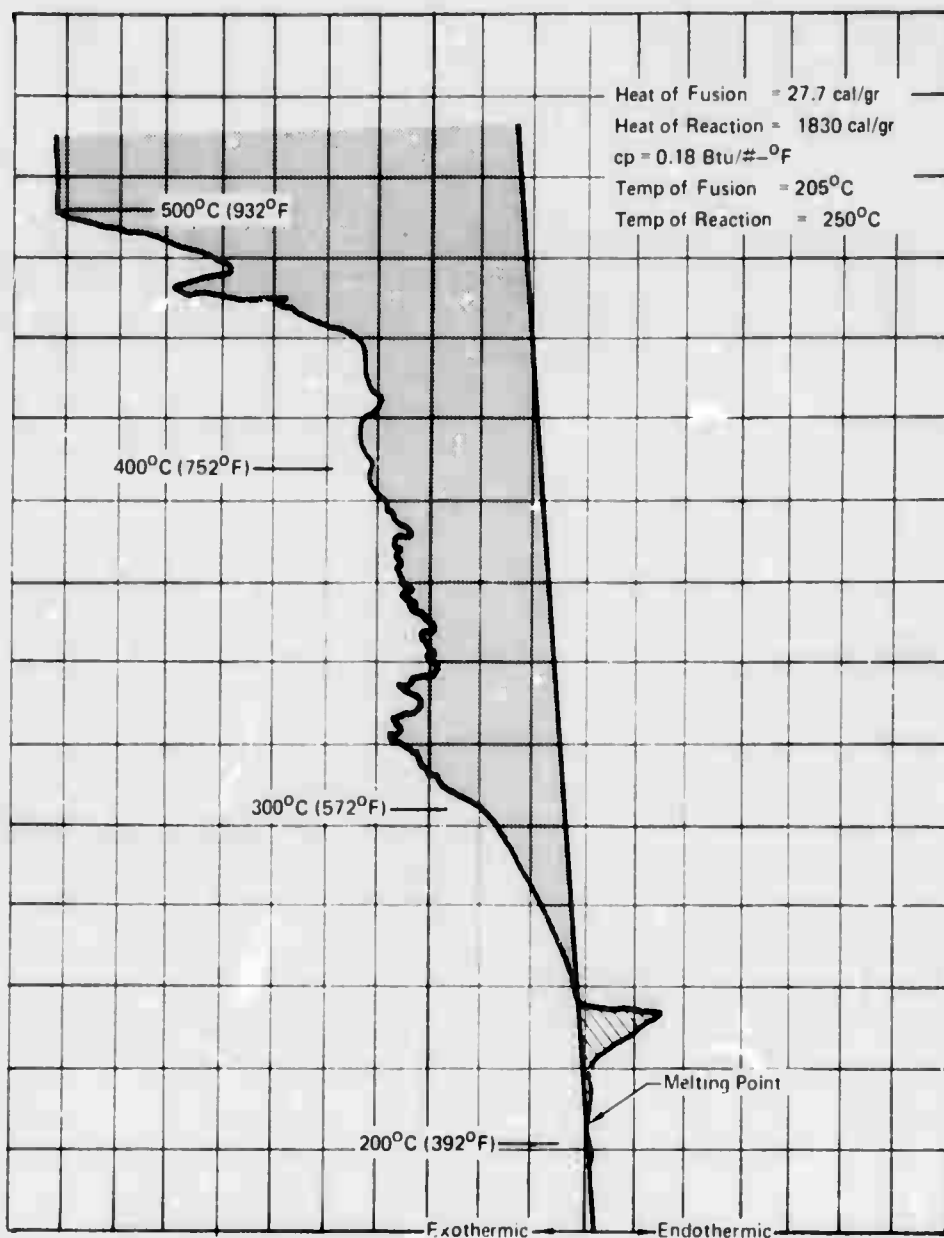 Heat of Fusion = 27.7 cal/gr
Heat of Reaction = 1830 cal/gr
cp = 0.18 Btu/#-°F
Temp of Fusion = 205°C
Temp of Reaction = 250°C
500°C (932°F
400°C (752°F)
300°C (572°F)
Melting Point
200°C (392°F)
Exothermic Endothermic